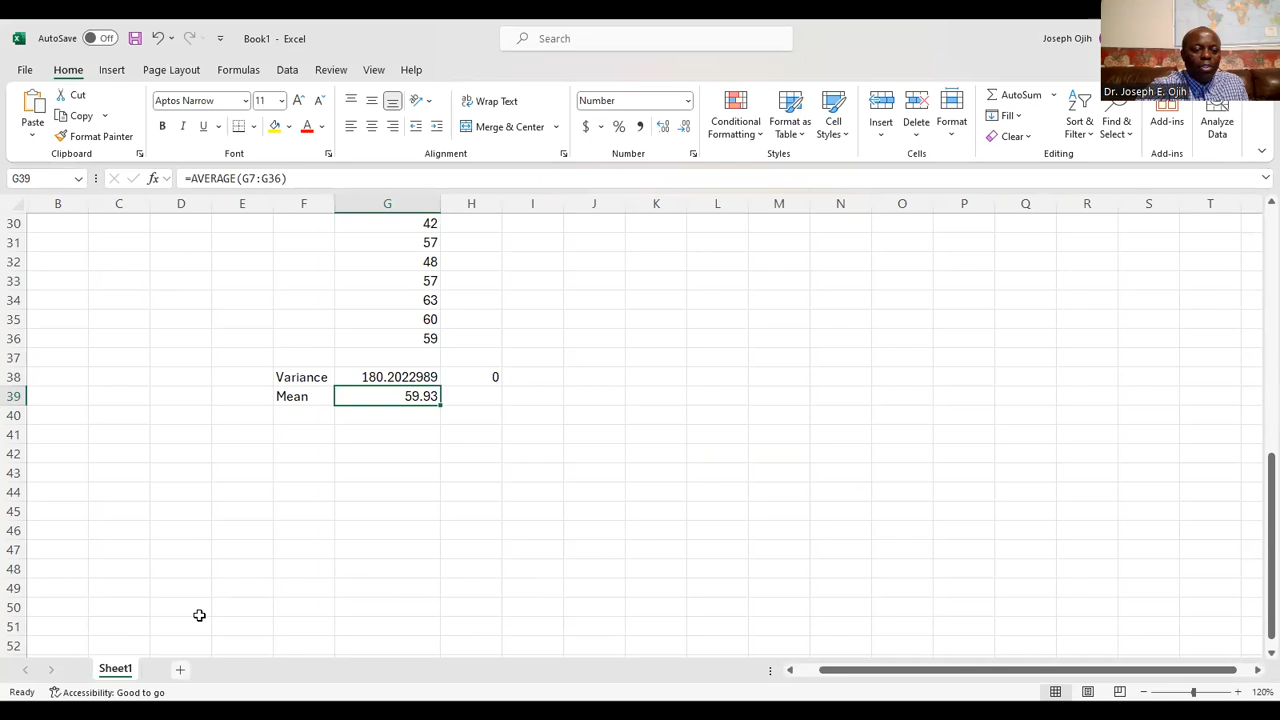 AutoSave Off Book1 - Excel Search Joseph Ojih
Dr. Joseph E. Ojih
File Home Insert Page Layout Formulas Data Review View Help
Paste Cut Copy Format Painter Clipboard
Aptos Narrow 11 B I U A A A Font
Wrap Text Merge & Center Alignment
Number $ % , Number
Conditional Formatting Format as Table Cell Styles Styles
Insert Delete Format Cells
AutoSum Fill Clear Sort & Filter Find & Select Editing
Add-ins Add-ins Analyze Data
G39 fx =AVERAGE(G7:G36)
B C D E F G H I J K L M N O P Q R S T
30 42
31 57
32 48
33 57
34 63
35 60
36 59
37
38 Variance 180.2022989 0
39 Mean 59.93
40
41
42
43
44
45
46
47
48
49
50
51
52
Sheet1
Ready Accessibility: Good to go 120%